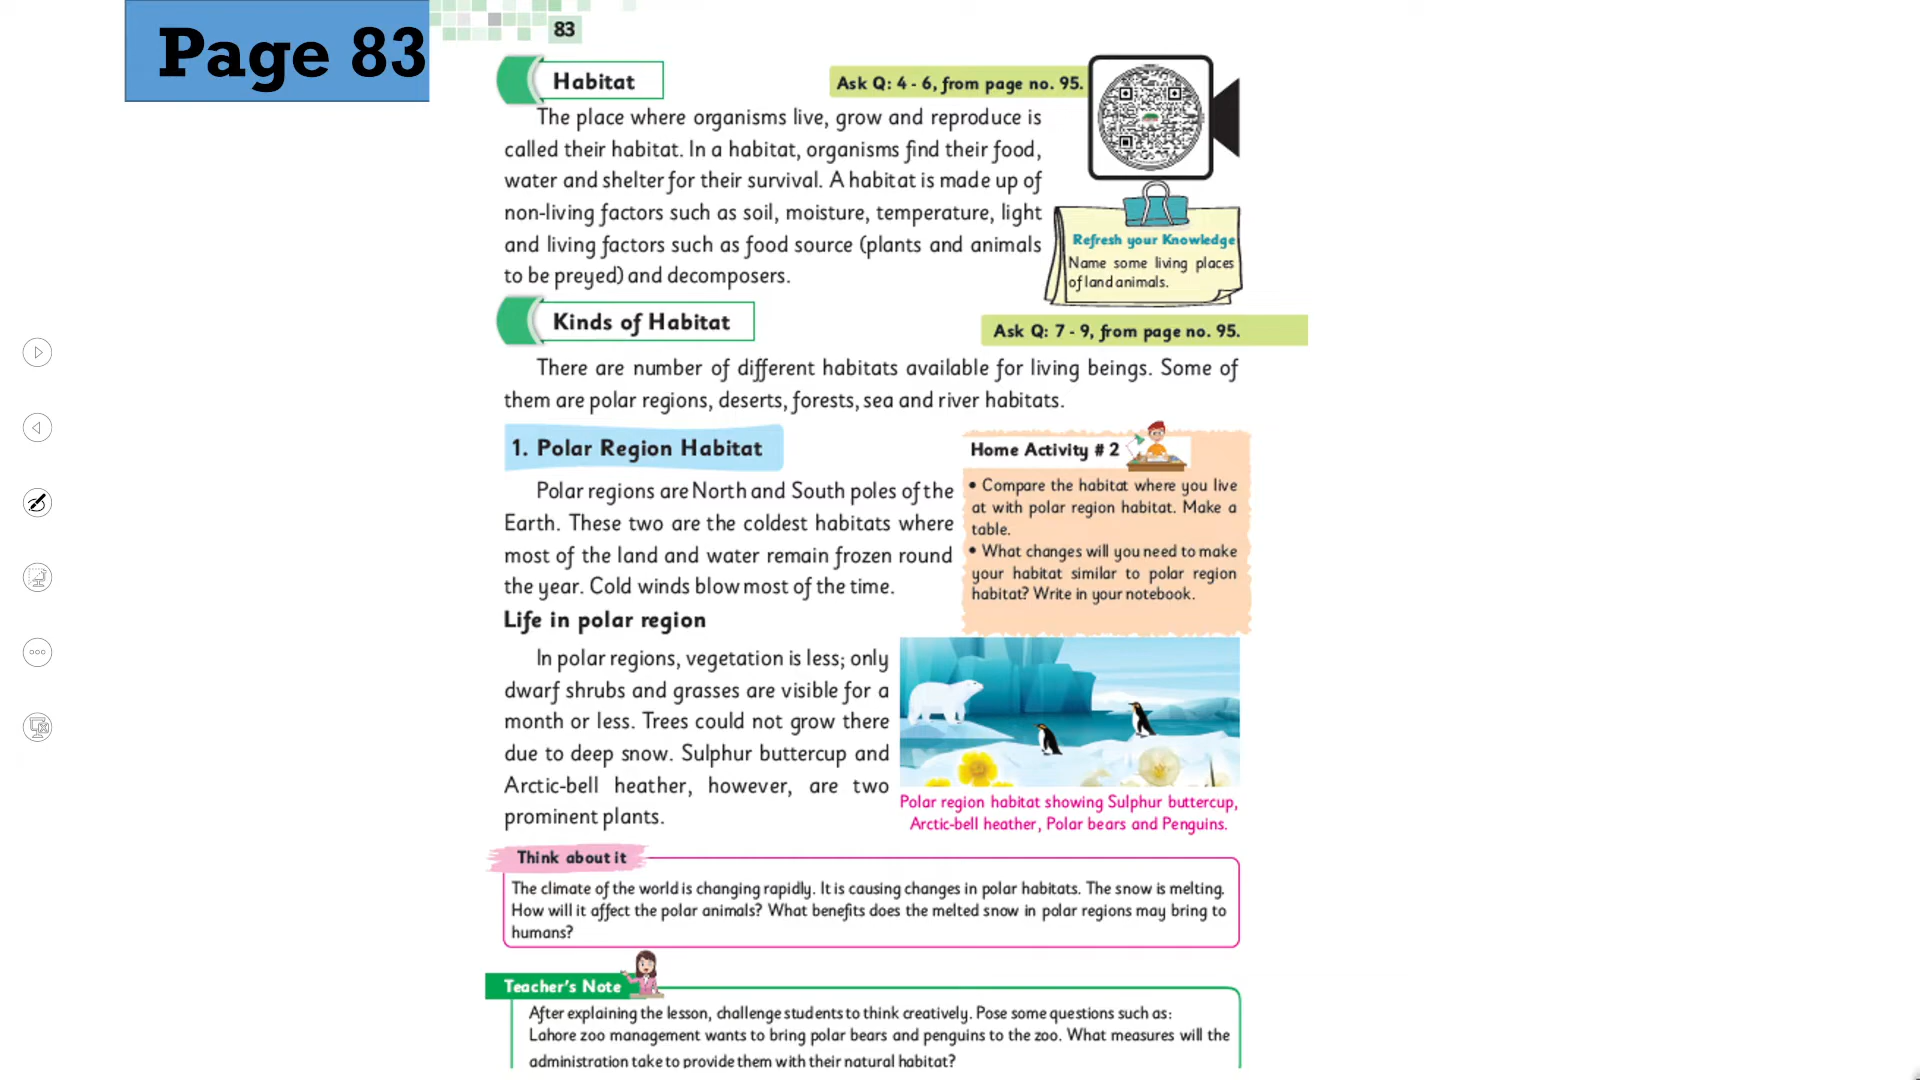 Page 83
83
Habitat
Ask Q: 4 - 6, from page no. 95.
The place where organisms live, grow and reproduce is
called their habitat. In a habitat, organisms find their food,
water and shelter for their survival. A habitat is made up of
non-living factors such as soil, moisture, temperature, light
and living factors such as food source (plants and animals
to be preyed) and decomposers.
Refresh your Knowledge
Name some living places
of land animals.
Kinds of Habitat
Ask Q: 7 - 9, from page no. 95.
There are number of different habitats available for living beings. Some of
them are polar regions, deserts, forests, sea and river habitats.
1. Polar Region Habitat
Polar regions are North and South poles of the
Earth. These two are the coldest habitats where
most of the land and water remain frozen round
the year. Cold winds blow most of the time.
Home Activity # 2
• Compare the habitat where you live
at with polar region habitat. Make a
table.
• What changes will you need to make
your habitat similar to polar region
habitat? Write in your notebook.
Life in polar region
In polar regions, vegetation is less; only
dwarf shrubs and grasses are visible for a
month or less. Trees could not grow there
due to deep snow. Sulphur buttercup and
Arctic-bell heather, however, are two
prominent plants.
Polar region habitat showing Sulphur buttercup,
Arctic-bell heather, Polar bears and Penguins.
Think about it
The climate of the world is changing rapidly. It is causing changes in polar habitats. The snow is melting.
How will it affect the polar animals? What benefits does the melted snow in polar regions may bring to
humans?
Teacher's Note
After explaining the lesson, challenge students to think creatively. Pose some questions such as:
Lahore zoo management wants to bring polar bears and penguins to the zoo. What measures will the
administration take to provide them with their natural habitat?